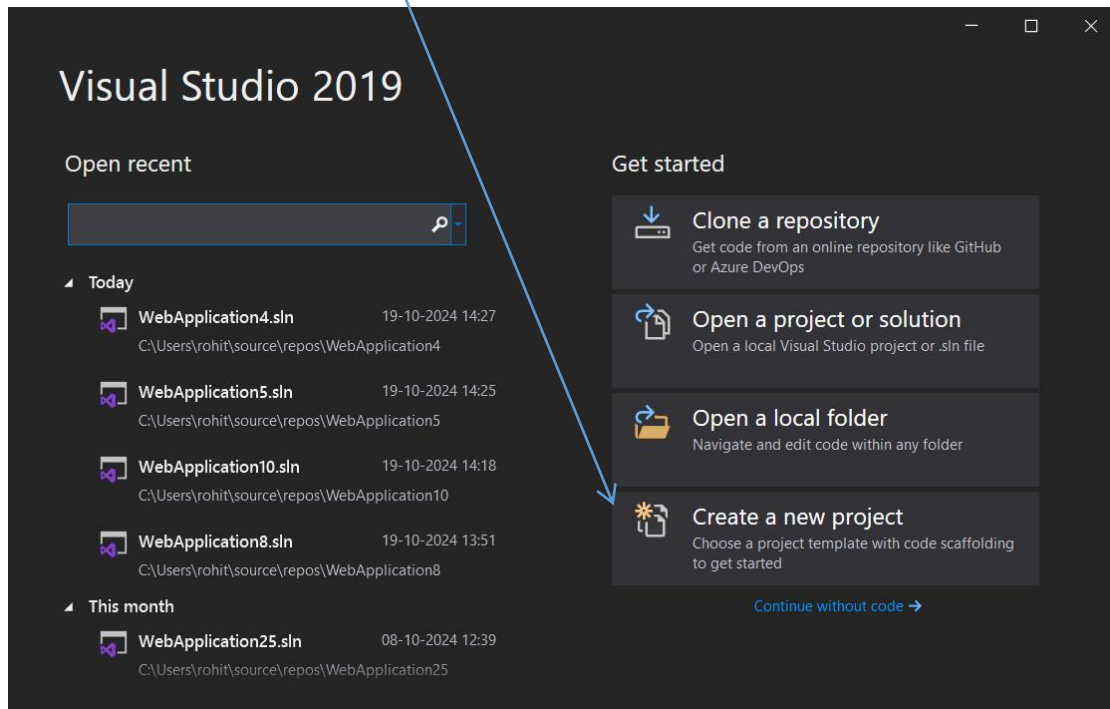 Visual Studio 2019
Open recent
Today
WebApplication4.sln 19-10-2024 14:27
C:\Users\rohit\source\repos\WebApplication4
WebApplication5.sln 19-10-2024 14:25
C:\Users\rohit\source\repos\WebApplication5
WebApplication10.sln 19-10-2024 14:18
C:\Users\rohit\source\repos\WebApplication10
WebApplication8.sln 19-10-2024 13:51
C:\Users\rohit\source\repos\WebApplication8
This month
WebApplication25.sln 08-10-2024 12:39
C:\Users\rohit\source\repos\WebApplication25
Get started
Clone a repository
Get code from an online repository like GitHub
or Azure DevOps
Open a project or solution
Open a local Visual Studio project or .sln file
Open a local folder
Navigate and edit code within any folder
Create a new project
Choose a project template with code scaffolding
to get started
Continue without code →